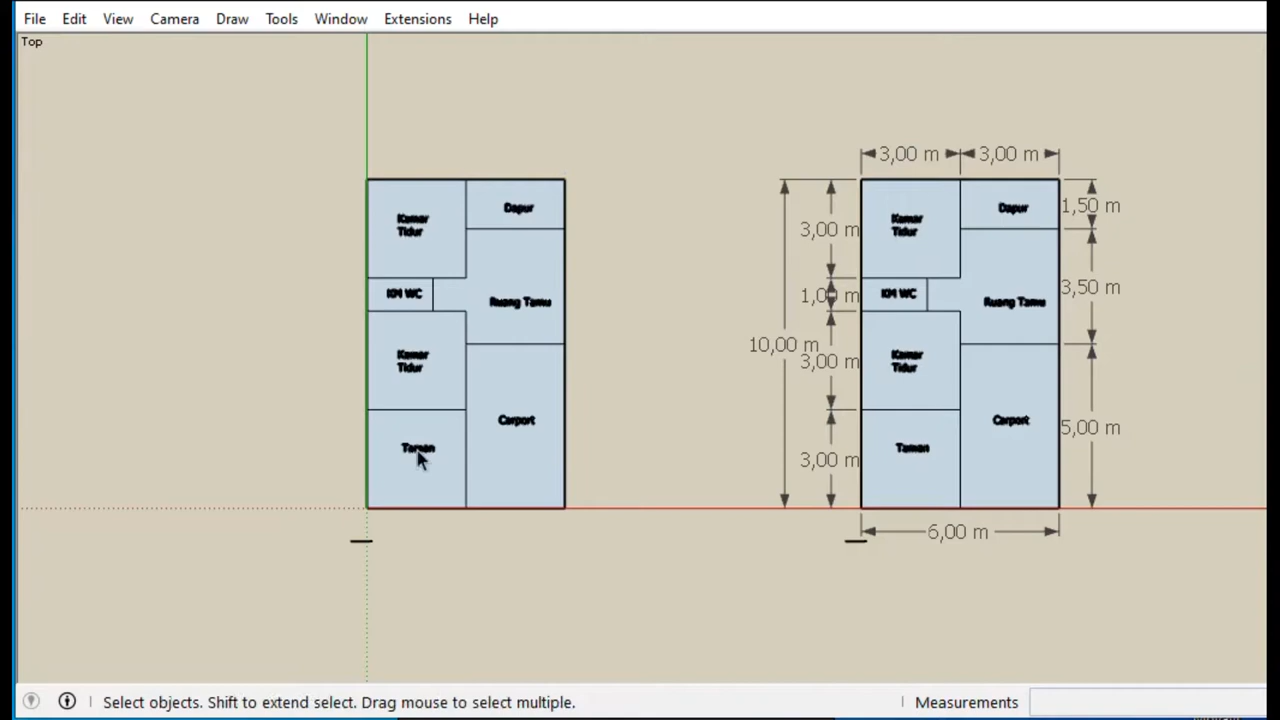 File Edit View Camera Draw Tools Window Extensions Help
Top
Kamar
Tidur
Dapur
KM WC
Ruang Tamu
Kamar
Tidur
Carport
Taman
3,00 m 3,00 m
Kamar
Tidur
Dapur
1,50 m
3,00 m
3,50 m
1,00 m
KM WC
Ruang Tamu
10,00 m
3,00 m
Kamar
Tidur
Carport
5,00 m
Taman
3,00 m
6,00 m
Select objects. Shift to extend select. Drag mouse to select multiple.
Measurements